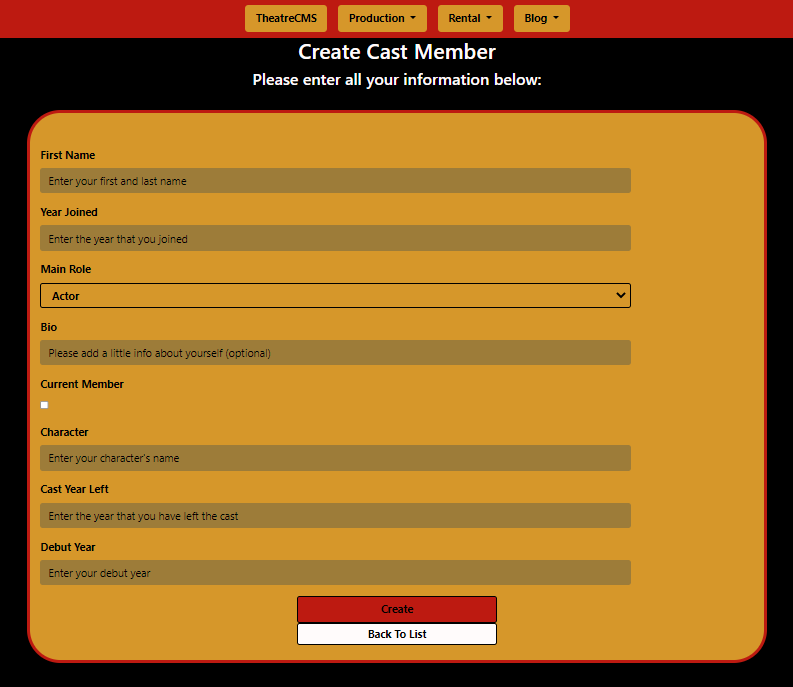 TheatreCMS Production Rental Blog
Create Cast Member
Please enter all your information below:
First Name
Enter your first and last name
Year Joined
Enter the year that you joined
Main Role
Actor
Bio
Please add a little info about yourself (optional)
Current Member
Character
Enter your character's name
Cast Year Left
Enter the year that you have left the cast
Debut Year
Enter your debut year
Create
Back To List